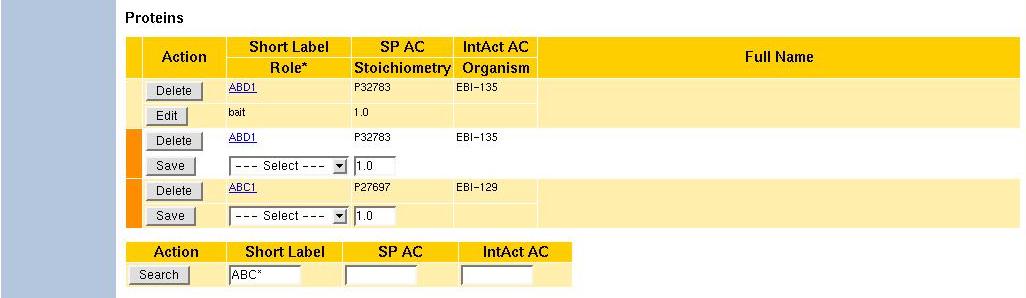 Proteins
Action Short Label SP AC IntAct AC Full Name
Role* Stoichiometry Organism
Delete ABD1 P32783 EBI-135
Edit bait 1.0
Delete ABD1 P32783 EBI-135
Save --- Select --- 1.0
Delete ABC1 P27697 EBI-129
Save --- Select --- 1.0
Action Short Label SP AC IntAct AC
Search ABC*